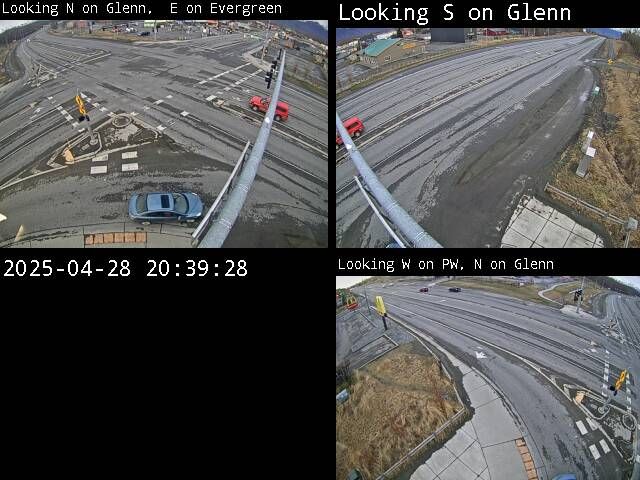 Looking N on Glenn,  E on Evergreen
Looking S on Glenn
2025-04-28 20:39:28
Looking W on PW, N on Glenn